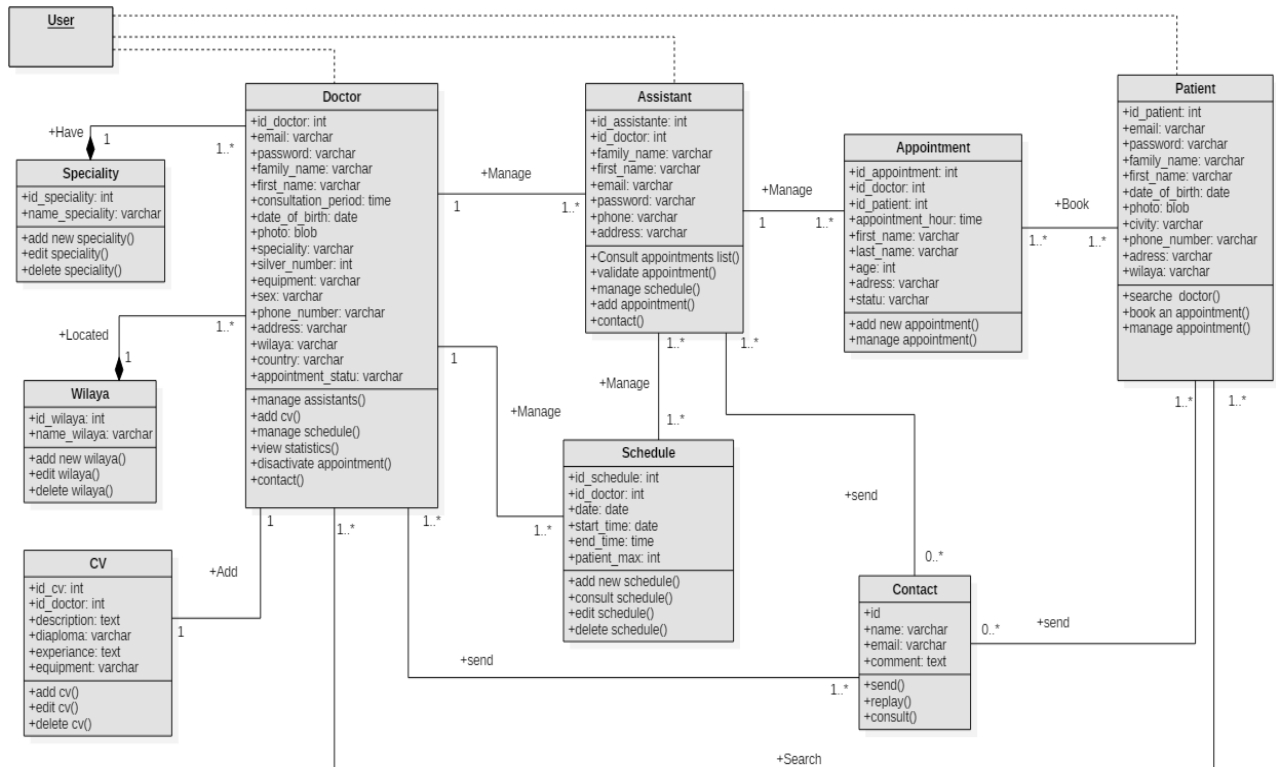 User
Doctor
+id_doctor: int
+email: varchar
+password: varchar
+family_name: varchar
+first_name: varchar
+consultation_period: time
+date_of_birth: date
+photo: blob
+speciality: varchar
+silver_number: int
+equipment: varchar
+sex: varchar
+phone_number: varchar
+address: varchar
+wilaya: varchar
+country: varchar
+appointment_statu: varchar
+manage assistants()
+add cv()
+manage schedule()
+view statistics()
+disactivate appointment()
+contact()
Assistant
+id_assistante: int
+id_doctor: int
+family_name: varchar
+first_name: varchar
+email: varchar
+password: varchar
+phone: varchar
+address: varchar
+Consult appointments list()
+validate appointment()
+manage schedule()
+add appointment()
+contact()
Appointment
+id_appointment: int
+id_doctor: int
+id_patient: int
+appointment_hour: time
+first_name: varchar
+last_name: varchar
+age: int
+adress: varchar
+statu: varchar
+add new appointment()
+manage appointment()
Patient
+id_patient: int
+email: varchar
+password: varchar
+family_name: varchar
+first_name: varchar
+date_of_birth: date
+photo: blob
+civity: varchar
+phone_number: varchar
+adress: varchar
+wilaya: varchar
+searche doctor()
+book an appointment()
+manage appointment()
+Have
1
1..*
Speciality
+id_speciality: int
+name_speciality: varchar
+add new speciality()
+edit speciality()
+delete speciality()
+Located
1
1..*
Wilaya
+id_wilaya: int
+name_wilaya: varchar
+add new wilaya()
+edit wilaya()
+delete wilaya()
CV
+id_cv: int
+id_doctor: int
+description: text
+diaploma: varchar
+experiance: text
+equipment: varchar
+add cv()
+edit cv()
+delete cv()
+Add
1
1
+Manage
1
1..*
+Manage
1
1..*
+Book
1..*
1..*
+Manage
1..*
1..*
+Manage
1
1..*
Schedule
+id_schedule: int
+id_doctor: int
+date: date
+start_time: date
+end_time: time
+patient_max: int
+add new schedule()
+consult schedule()
+edit schedule()
+delete schedule()
1..*
+send
0..*
Contact
+id
+name: varchar
+email: varchar
+comment: text
+send()
+replay()
+consult()
1..*
+send
0..*
1..*
+send
1..*
1..*
1..*
+Search